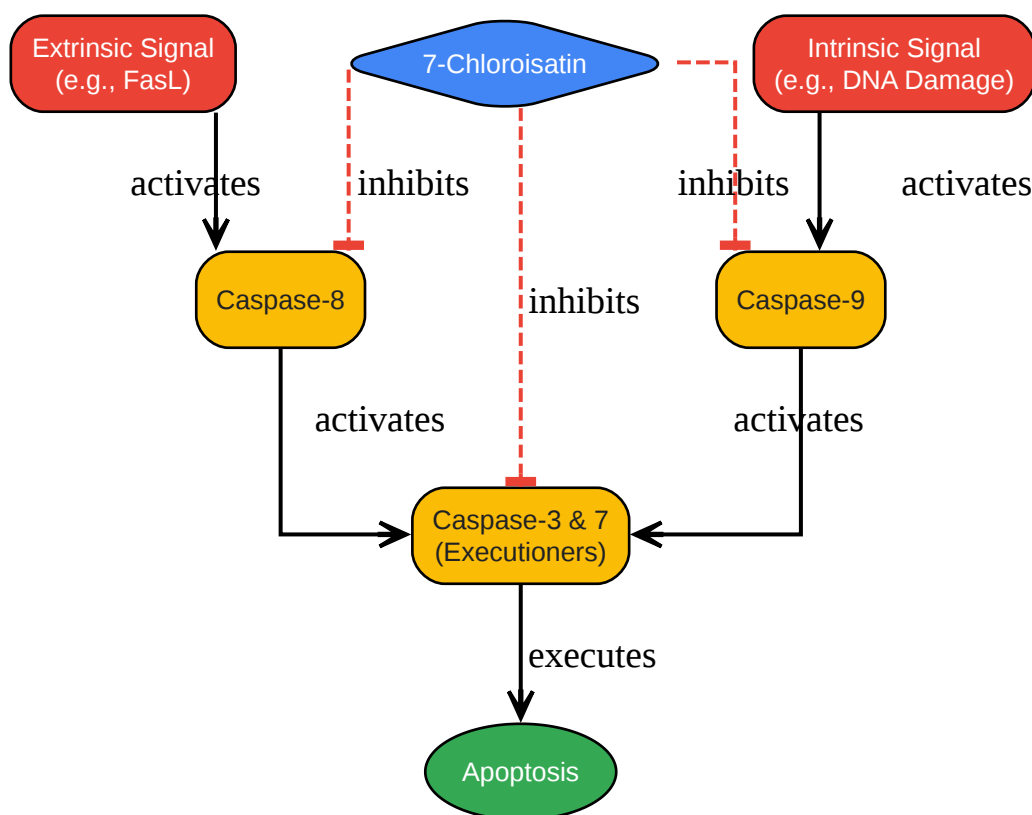 Extrinsic Signal
(e.g., FasL)
7-Chloroisatin
Intrinsic Signal
(e.g., DNA Damage)
activates
inhibits
inhibits
activates
Caspase-8
inhibits
Caspase-9
activates
activates
Caspase-3 & 7
(Executioners)
executes
Apoptosis